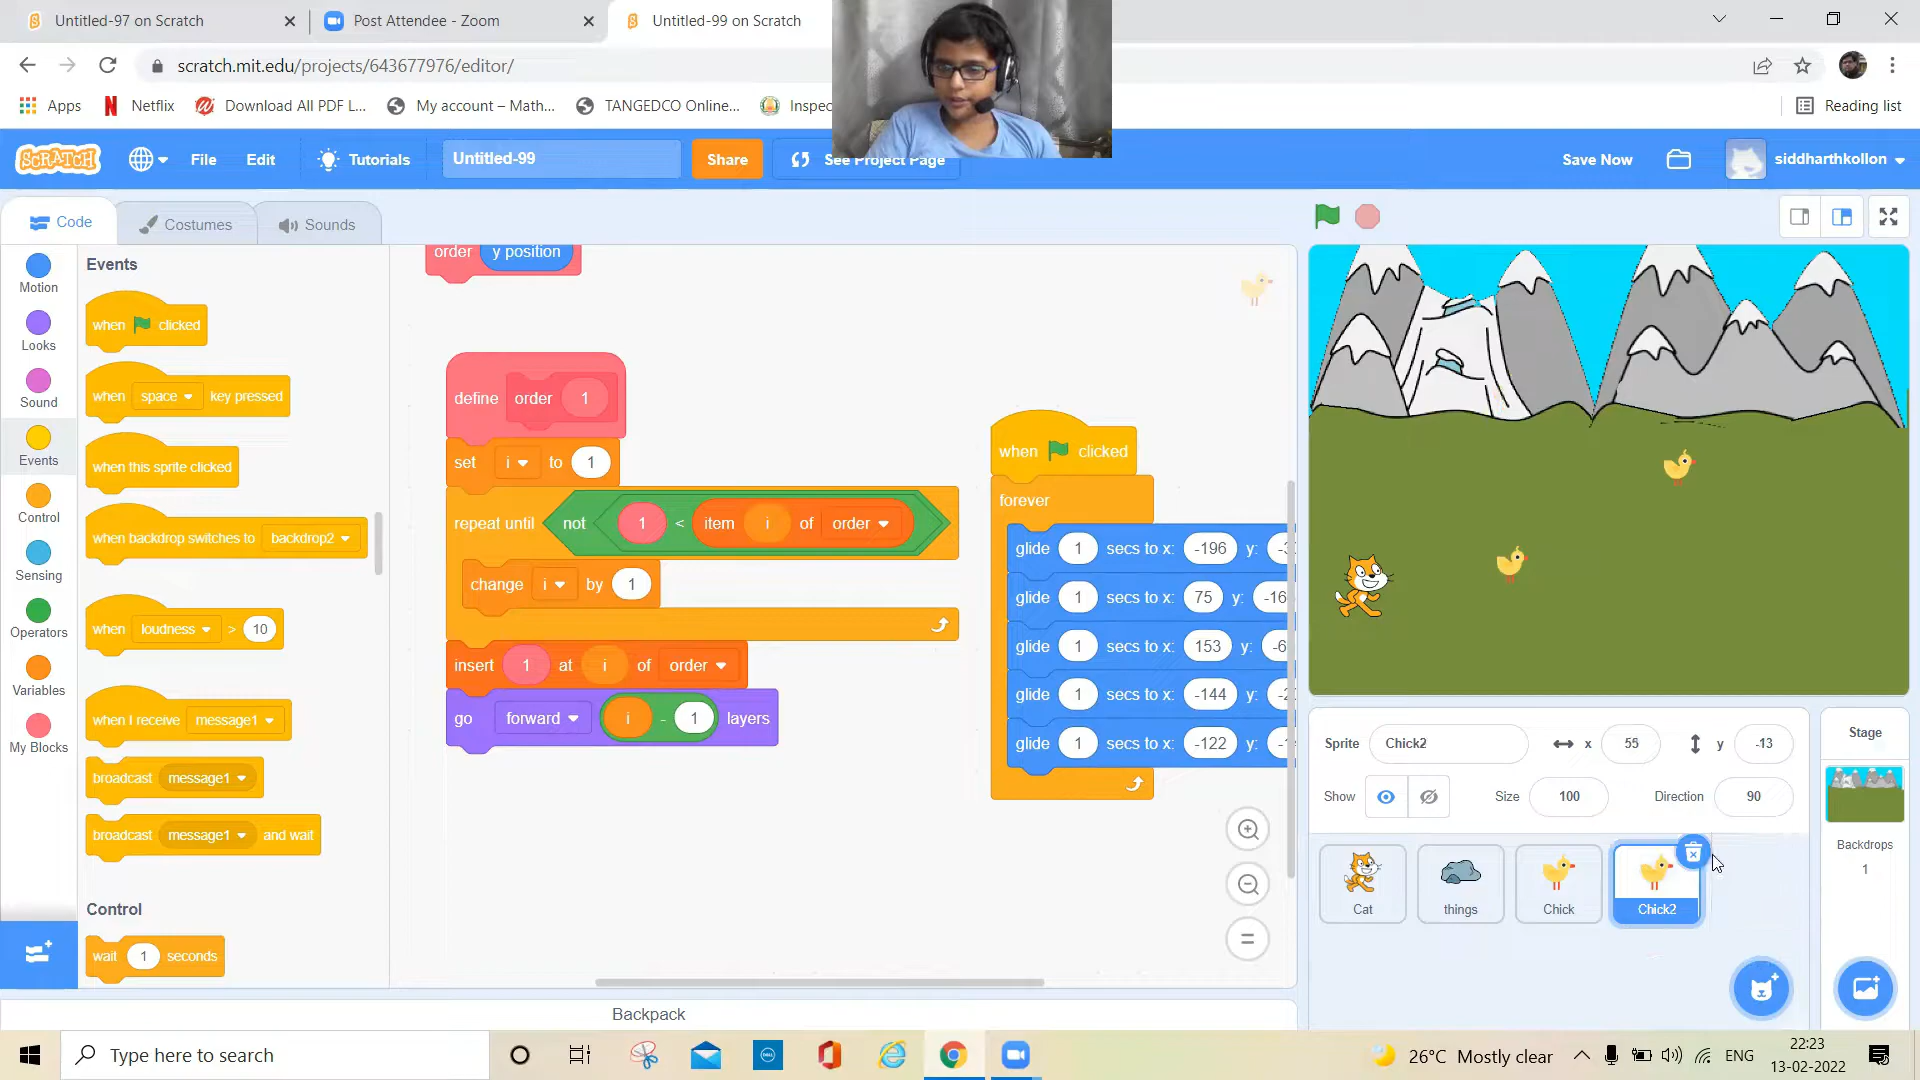 Untitled-97 on Scratch
Post Attendee - Zoom
Untitled-99 on Scratch
scratch.mit.edu/projects/643677976/editor/
Apps
Netflix
Download All PDF L...
My account – Math...
TANGEDCO Online...
Inspec
Reading list
SCRATCH
File
Edit
Tutorials
Untitled-99
Share
See Project Page
Save Now
siddharthkollon
Code
Costumes
Sounds
Motion
Looks
Sound
Events
Control
Sensing
Operators
Variables
My Blocks
Events
when clicked
when space key pressed
when this sprite clicked
when backdrop switches to backdrop2
when loudness > 10
when I receive message1
broadcast message1
broadcast message1 and wait
Control
wait 1 seconds
order y position
define order 1
set i to 1
repeat until not 1 < item i of order
change i by 1
insert 1 at i of order
go forward i - 1 layers
when clicked
forever
glide 1 secs to x: -196 y:
glide 1 secs to x: 75 y: -16
glide 1 secs to x: 153 y: -6
glide 1 secs to x: -144 y: -2
glide 1 secs to x: -122 y:
Backpack
Sprite Chick2 x 55 y -13
Show Size 100 Direction 90
Cat
things
Chick
Chick2
Stage
Backdrops
1
Type here to search
DELL
26°C Mostly clear
ENG
22:23
13-02-2022